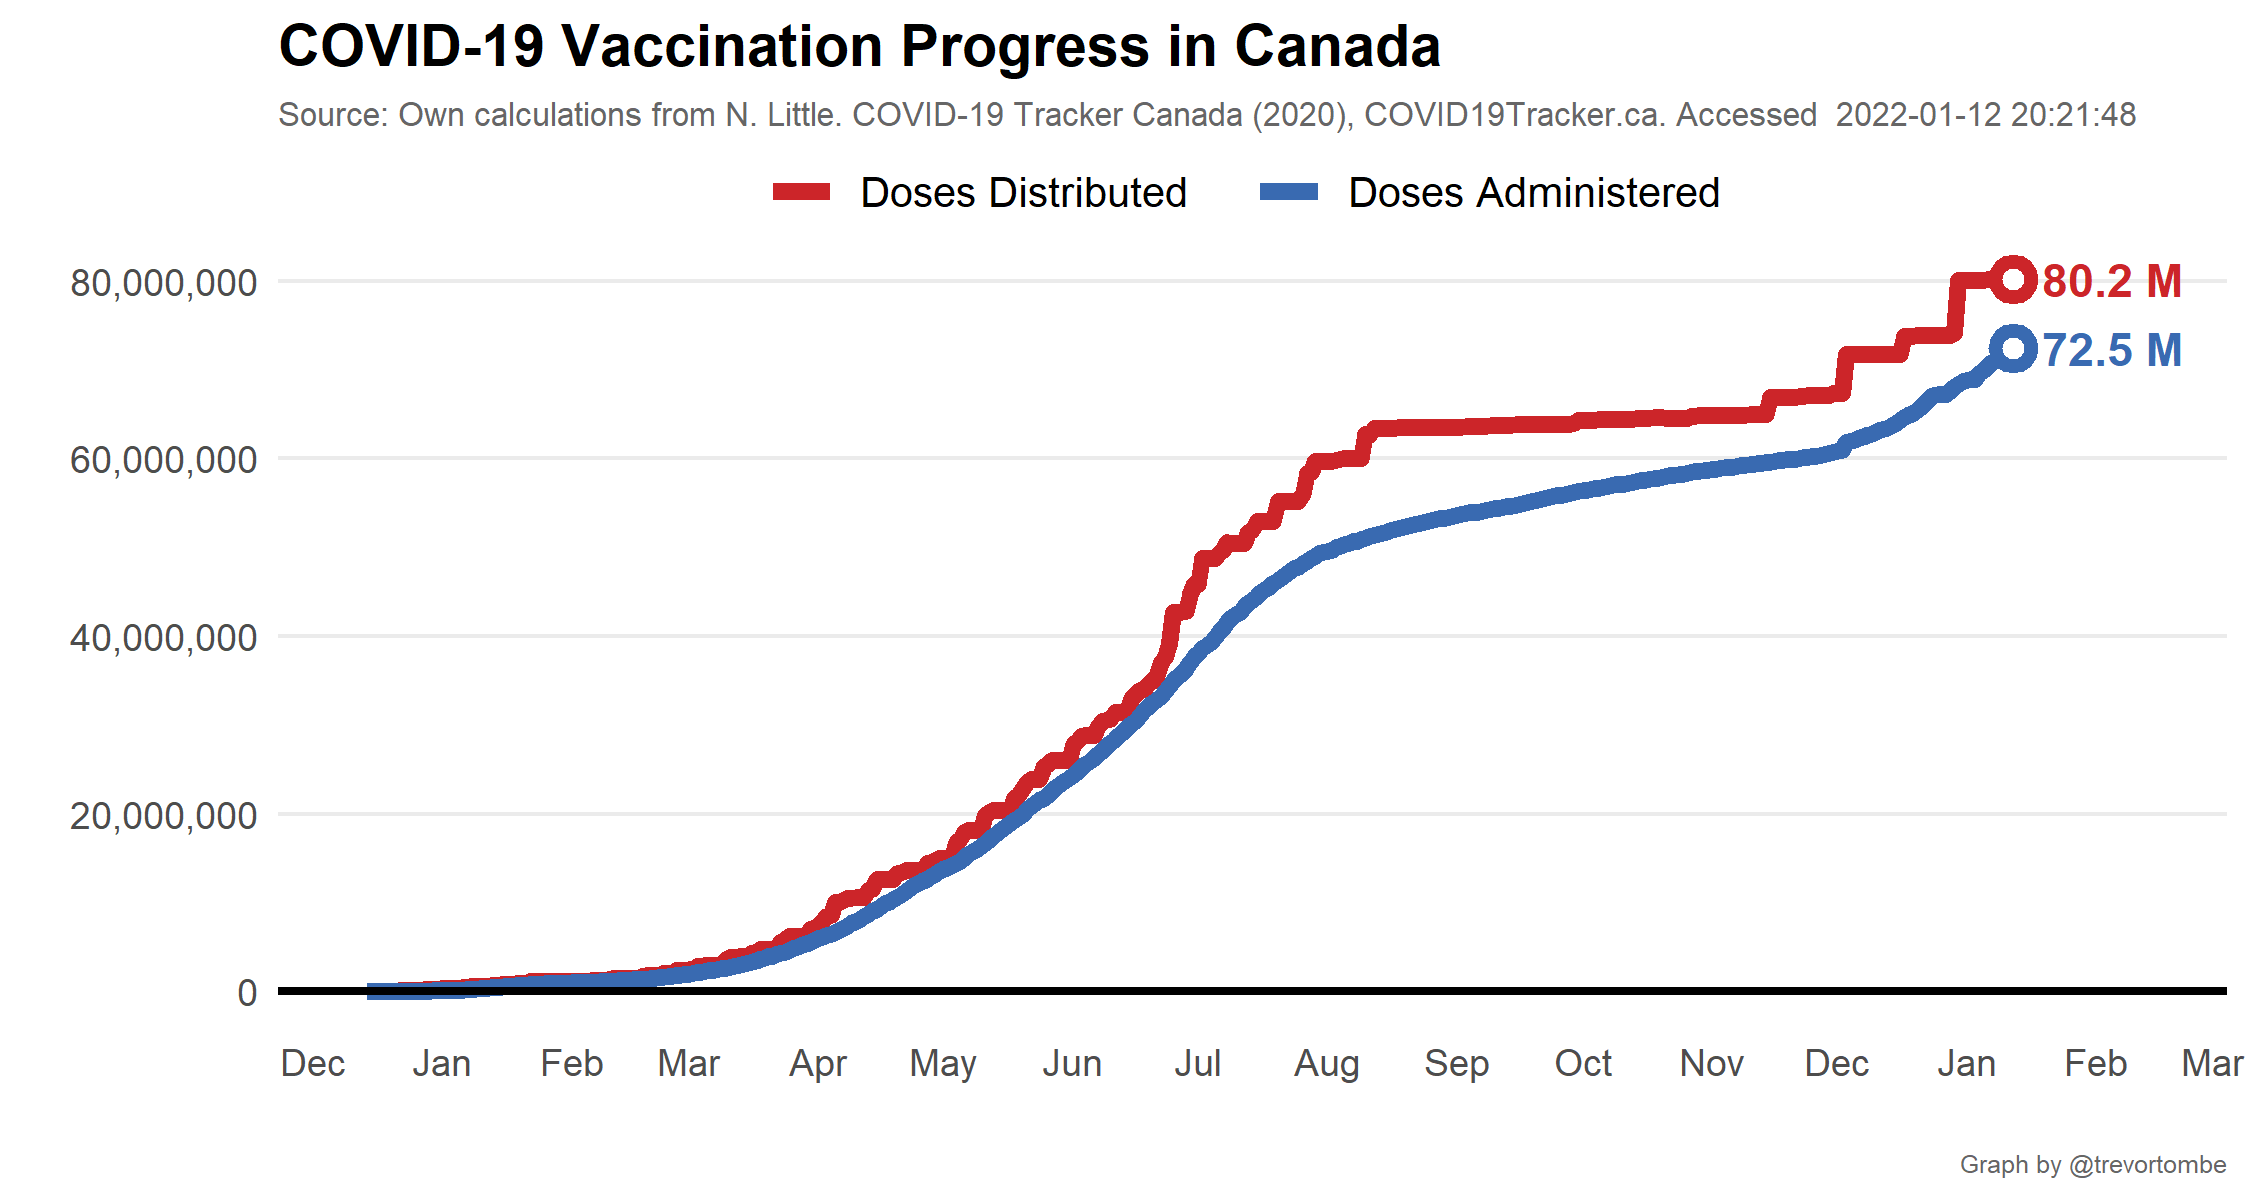 COVID-19 Vaccination Progress in Canada
Source: Own calculations from N. Little. COVID-19 Tracker Canada (2020), COVID19Tracker.ca. Accessed  2022-01-12 20:21:48
Doses Distributed Doses Administered
80,000,000
80.2 M
72.5 M
60,000,000
40,000,000
20,000,000
0
Dec Jan Feb Mar Apr May Jun Jul Aug Sep Oct Nov Dec Jan Feb Mar
Graph by @trevortombe